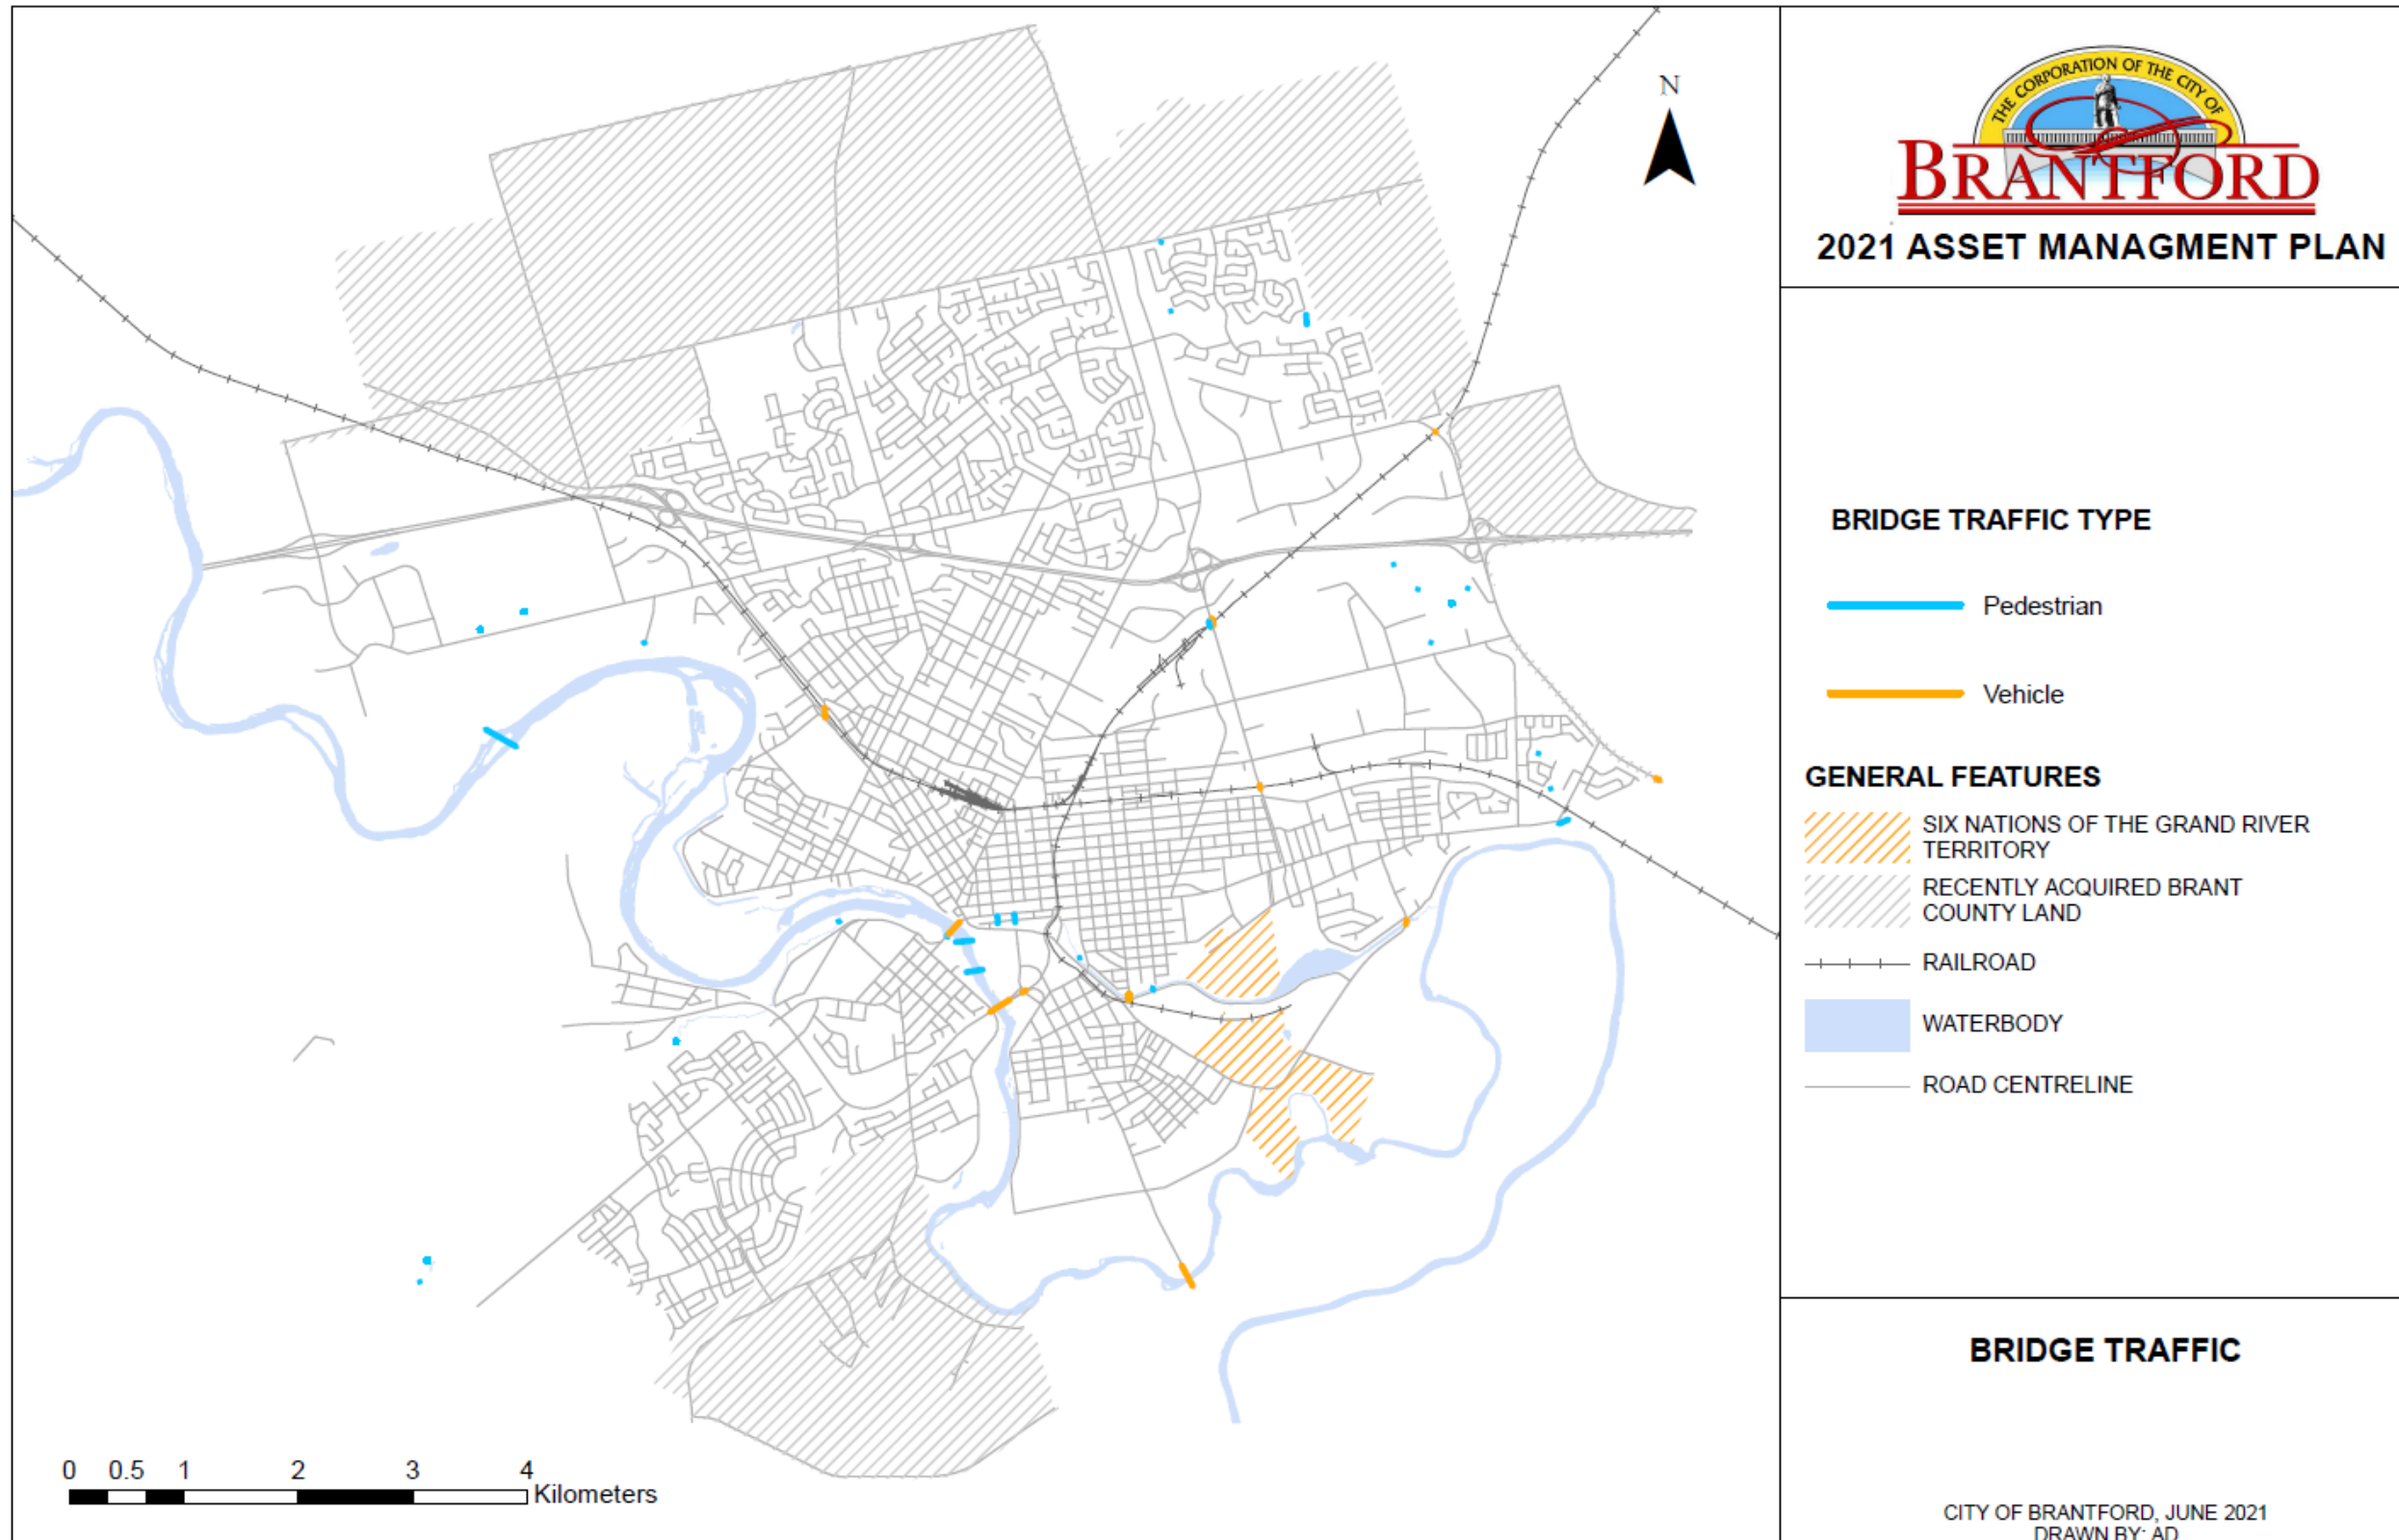 N
THE CORPORATION OF THE CITY OF
BRANTFORD
2021 ASSET MANAGMENT PLAN
BRIDGE TRAFFIC TYPE
Pedestrian
Vehicle
GENERAL FEATURES
SIX NATIONS OF THE GRAND RIVER
TERRITORY
RECENTLY ACQUIRED BRANT
COUNTY LAND
RAILROAD
WATERBODY
ROAD CENTRELINE
0 0.5 1 2 3 4
Kilometers
BRIDGE TRAFFIC
CITY OF BRANTFORD, JUNE 2021
DRAWN BY: AD